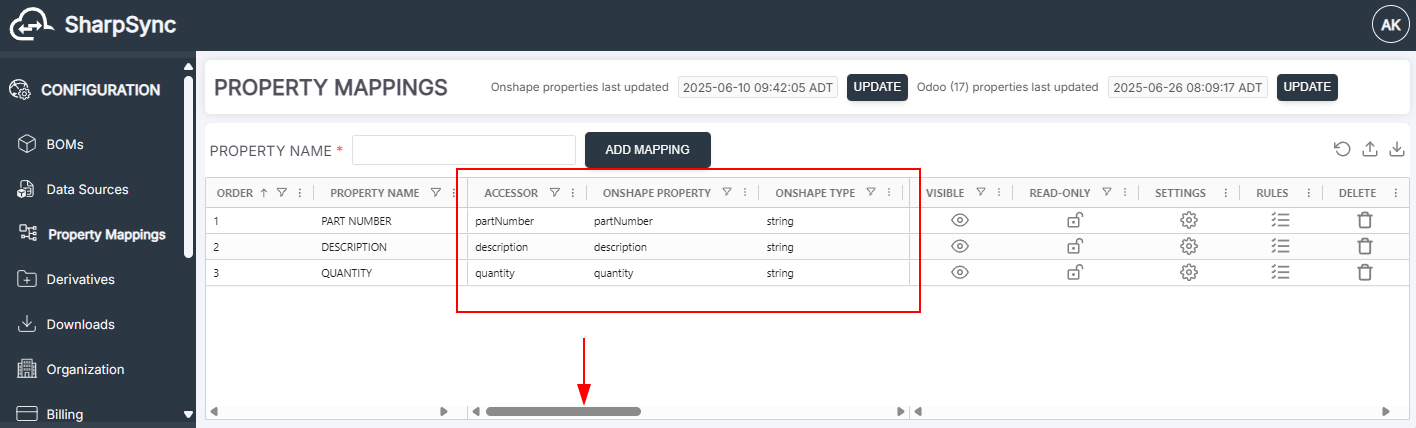 SharpSync
AK
CONFIGURATION
BOMs
Data Sources
Property Mappings
Derivatives
Downloads
Organization
Billing
PROPERTY MAPPINGS
Onshape properties last updated 2025-06-10 09:42:05 ADT UPDATE Odoo (17) properties last updated 2025-06-26 08:09:17 ADT UPDATE
PROPERTY NAME * ADD MAPPING
ORDER PROPERTY NAME ACCESSOR ONSHAPE PROPERTY ONSHAPE TYPE VISIBLE READ-ONLY SETTINGS RULES DELETE
1 PART NUMBER partNumber partNumber string
2 DESCRIPTION description description string
3 QUANTITY quantity quantity string